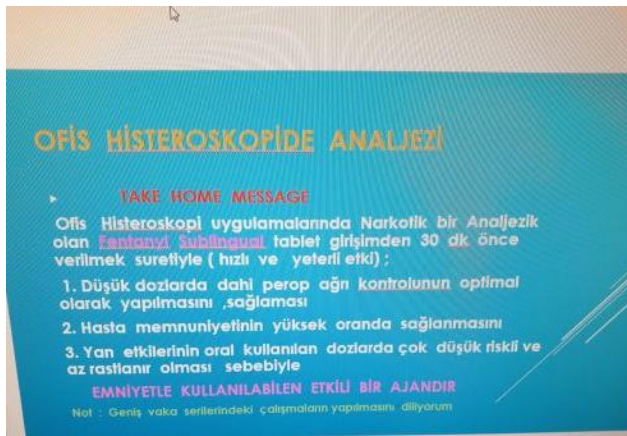 OFİS HİSTEROSKOPİDE ANALJEZİ
TAKE HOME MESSAGE
Ofis Histeroskopi uygulamalarında Narkotik bir Analjezik
olan Fentanyl Sublingual tablet girişimden 30 dk önce
verilmek suretiyle ( hızlı ve yeterli etki) ;
1. Düşük dozlarda dahi perop ağrı kontrolunun optimal
olarak yapılmasını ,sağlaması
2. Hasta memnuniyetinin yüksek oranda sağlanmasını
3. Yan etkilerinin oral kullanılan dozlarda çok düşük riskli ve
az rastlanır olması sebebiyle
EMNİYETLE KULLANILABİLEN ETKİLİ BİR AJANDIR
Not : Geniş vaka serilerindeki çalışmaların yapılmasını diliyorum